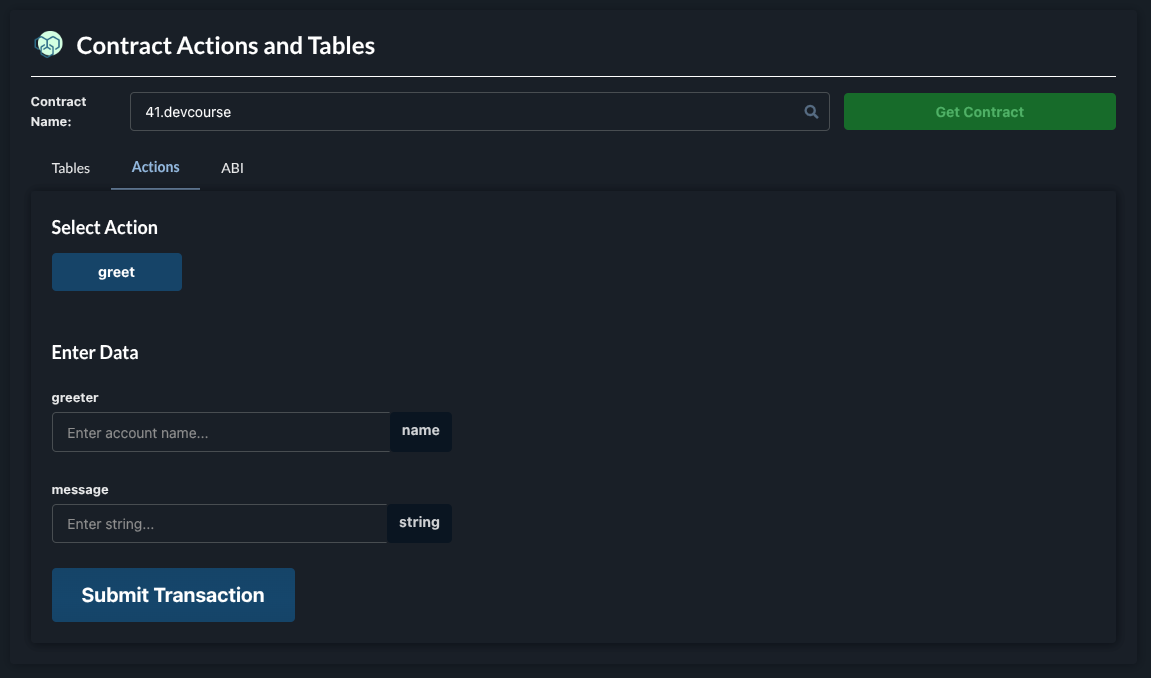 Contract Actions and Tables
Contract
Name:
41.devcourse
Get Contract
Tables
Actions
ABI
Select Action
greet
Enter Data
greeter
Enter account name...
name
message
Enter string...
string
Submit Transaction